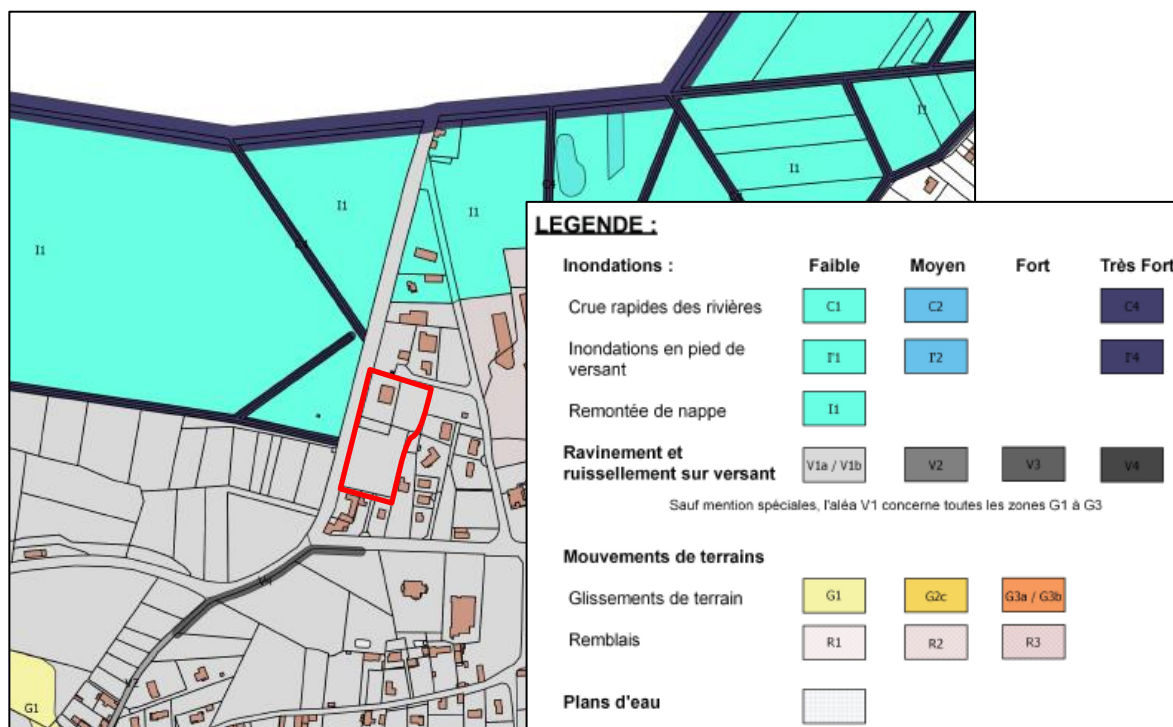 I1
I1
I1
I1
I1
V4
V2
G1
LEGENDE :
Inondations : Faible Moyen Fort Très Fort
Crue rapides des rivières C1 C2 C4
Inondations en pied de versant I'1 I'2 I'4
Remontée de nappe I1
Ravinement et ruissellement sur versant V1a / V1b V2 V3 V4
Sauf mention spéciales, l'aléa V1 concerne toutes les zones G1 à G3
Mouvements de terrains
Glissements de terrain G1 G2c G3a / G3b
Remblais R1 R2 R3
Plans d'eau